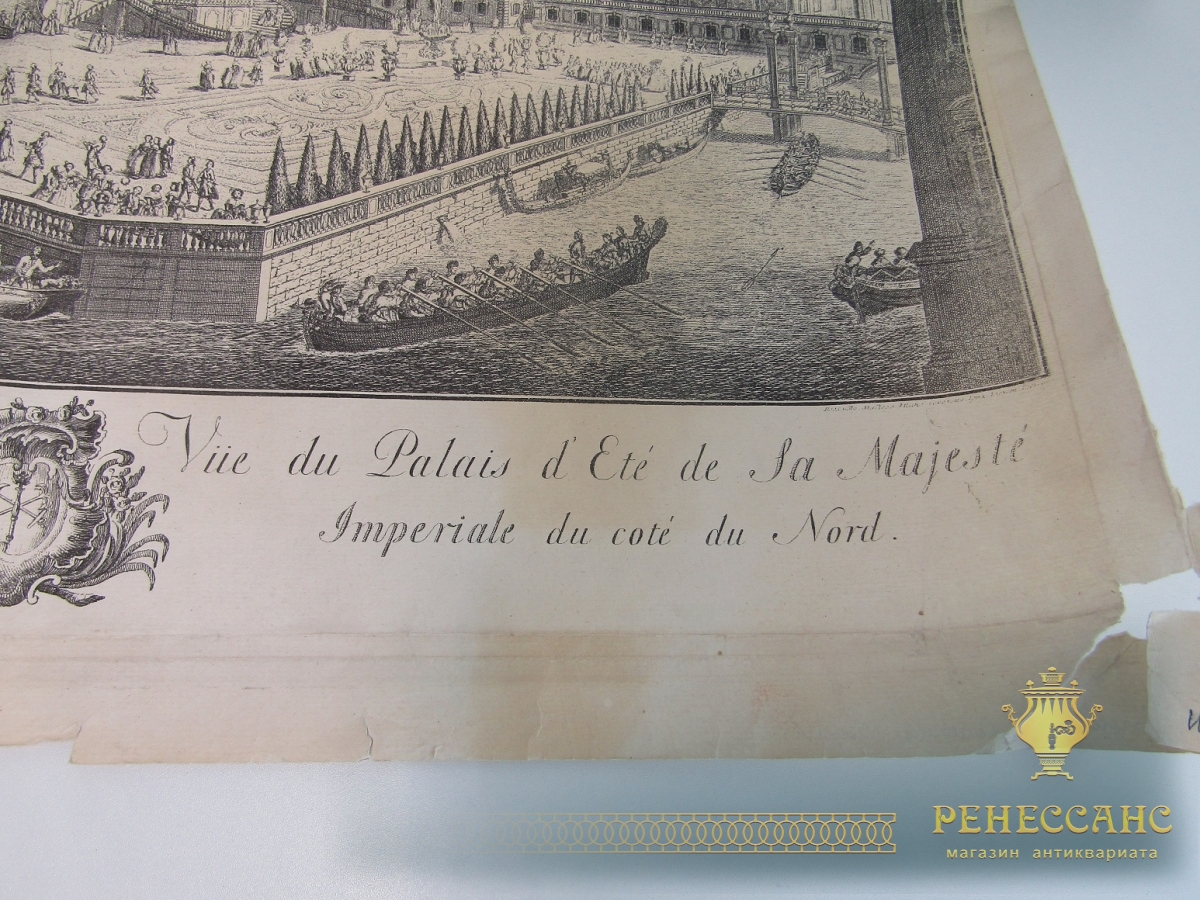 Vüe du Palais d'Eté de Sa Majesté
Imperiale du coté du Nord.
РЕНЕССАНС
магазин антиквариата